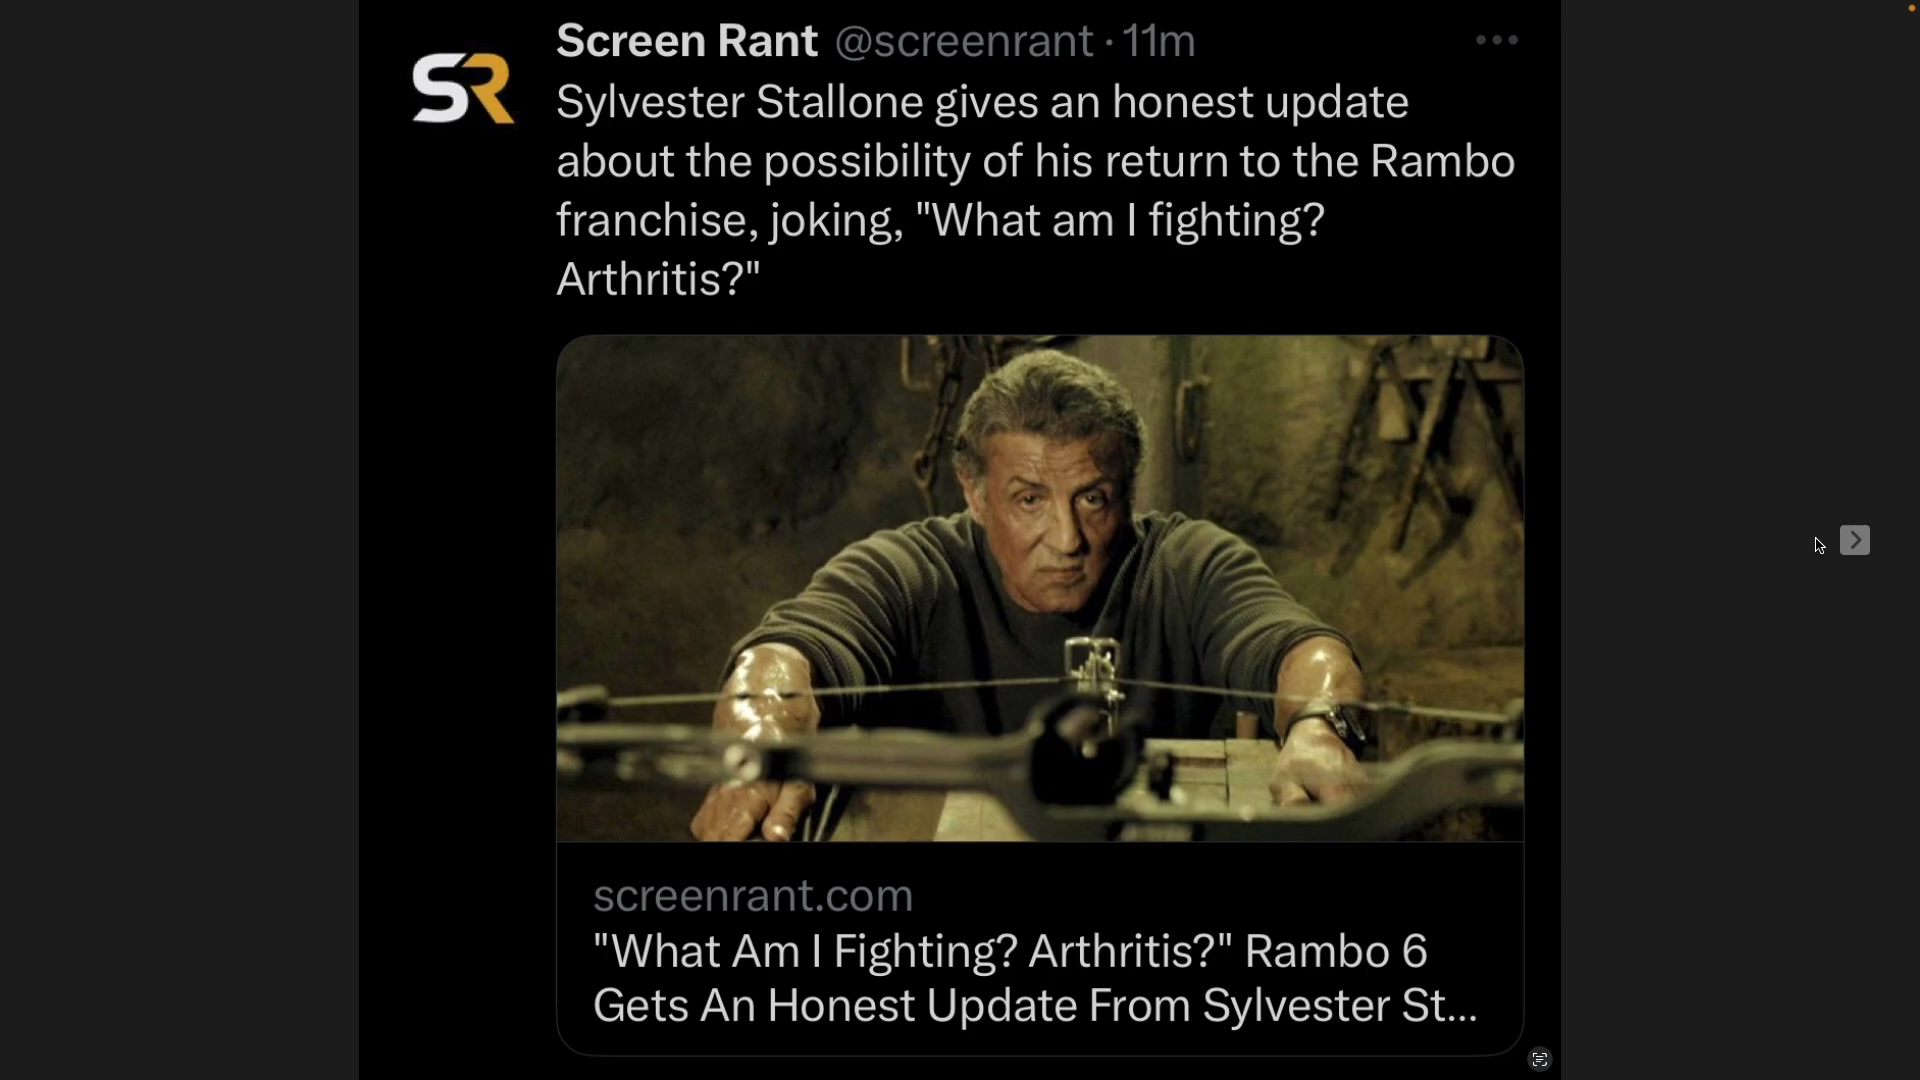 Screen Rant @screenrant · 11m
SR
Sylvester Stallone gives an honest update
about the possibility of his return to the Rambo
franchise, joking, "What am I fighting?
Arthritis?"
screenrant.com
"What Am I Fighting? Arthritis?" Rambo 6
Gets An Honest Update From Sylvester St...